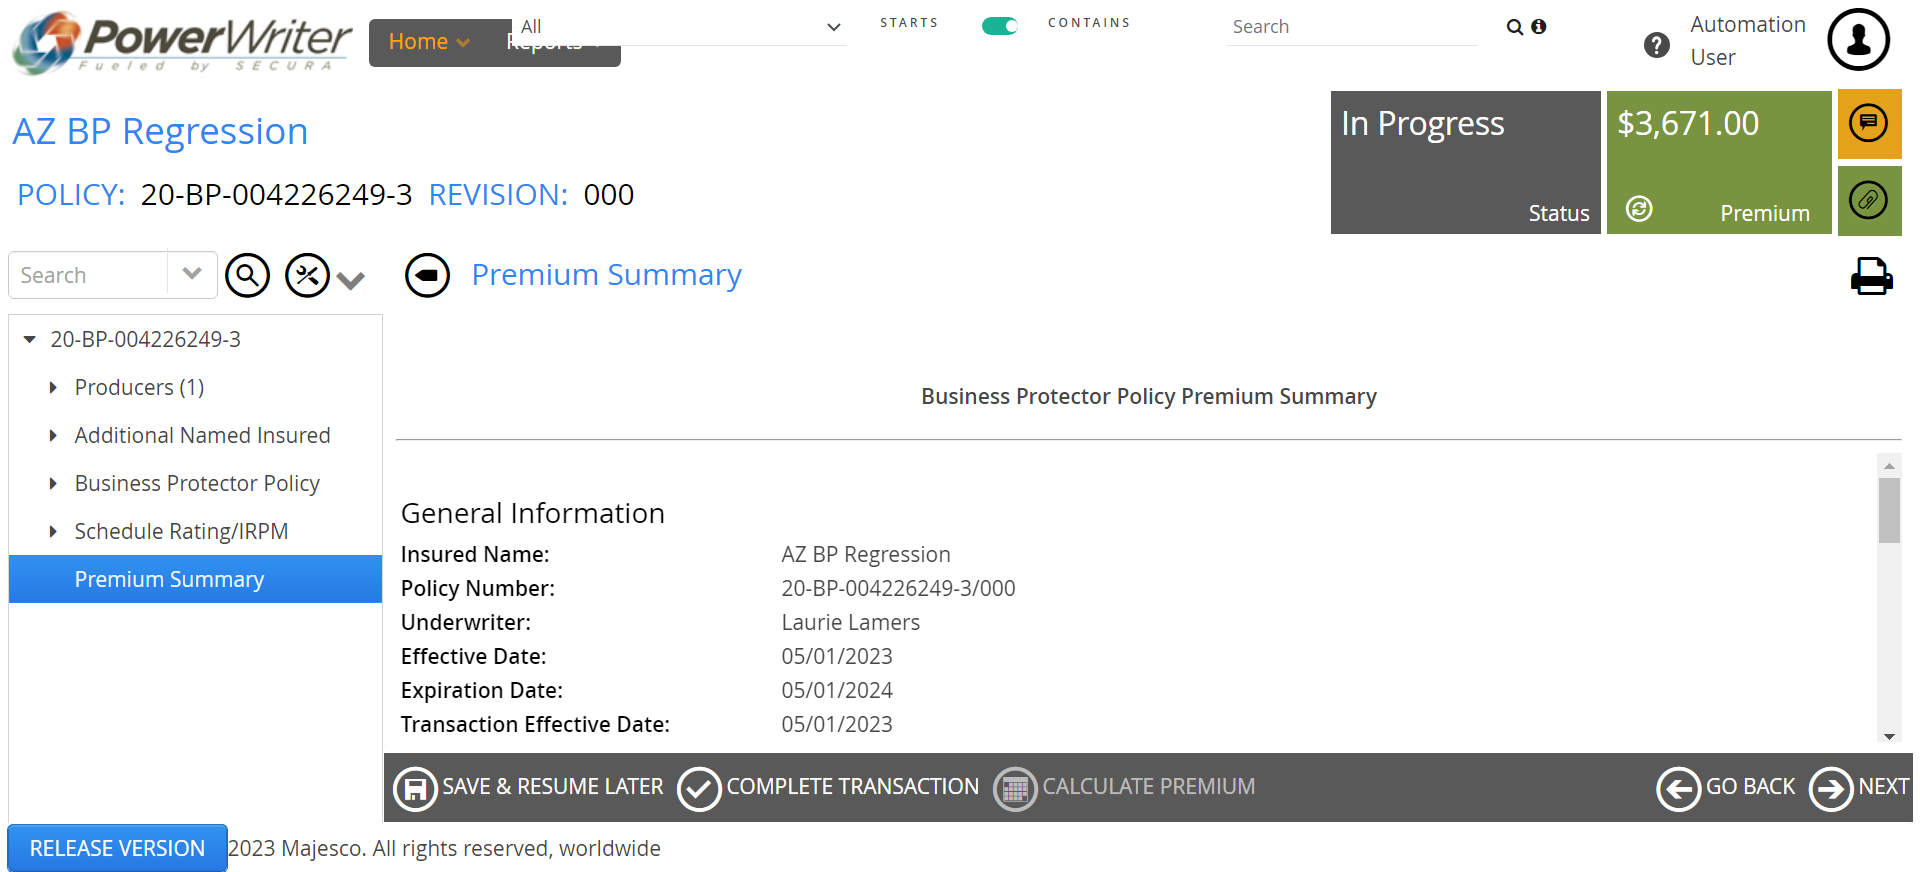 PowerWriter
Fueled by SECURA
Home
Reports
All
STARTS
CONTAINS
Search
Automation
User
AZ BP Regression
POLICY: 20-BP-004226249-3 REVISION: 000
In Progress
Status
$3,671.00
Premium
Search
Premium Summary
20-BP-004226249-3
Producers (1)
Additional Named Insured
Business Protector Policy
Schedule Rating/IRPM
Premium Summary
Business Protector Policy Premium Summary
General Information
Insured Name: AZ BP Regression
Policy Number: 20-BP-004226249-3/000
Underwriter: Laurie Lamers
Effective Date: 05/01/2023
Expiration Date: 05/01/2024
Transaction Effective Date: 05/01/2023
SAVE & RESUME LATER COMPLETE TRANSACTION CALCULATE PREMIUM GO BACK NEXT
RELEASE VERSION 2023 Majesco. All rights reserved, worldwide